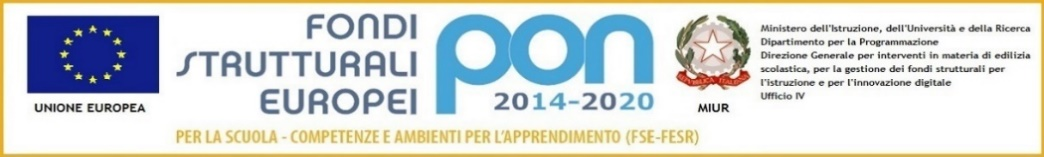 UNIONE EUROPEA
FONDI
STRUTTURALI
EUROPEI
pon
2014-2020
REPVBBLICA ITALIANA
MIUR
Ministero dell'Istruzione, dell'Università e della Ricerca
Dipartimento per la Programmazione
Direzione Generale per interventi in materia di edilizia
scolastica, per la gestione dei fondi strutturali per
l'istruzione e per l'innovazione digitale
Ufficio IV
PER LA SCUOLA - COMPETENZE E AMBIENTI PER L'APPRENDIMENTO (FSE-FESR)